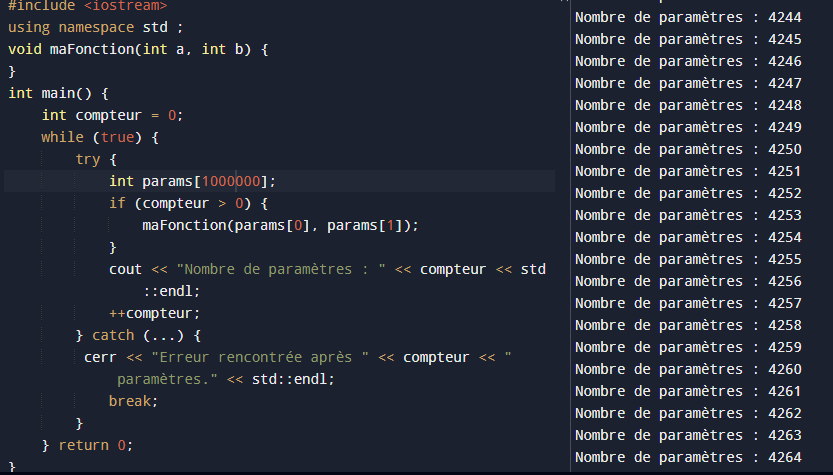 #include <iostream>
using namespace std ;
void maFonction(int a, int b) {
}
int main() {
    int compteur = 0;
    while (true) {
        try {
            int params[1000000];
            if (compteur > 0) {
                maFonction(params[0], params[1]);
            }
            cout << "Nombre de paramètres : " << compteur << std
                ::endl;
            ++compteur;
        } catch (...) {
         cerr << "Erreur rencontrée après " << compteur << "
             paramètres." << std::endl;
            break;
        }
    } return 0;
}
Nombre de paramètres : 4244
Nombre de paramètres : 4245
Nombre de paramètres : 4246
Nombre de paramètres : 4247
Nombre de paramètres : 4248
Nombre de paramètres : 4249
Nombre de paramètres : 4250
Nombre de paramètres : 4251
Nombre de paramètres : 4252
Nombre de paramètres : 4253
Nombre de paramètres : 4254
Nombre de paramètres : 4255
Nombre de paramètres : 4256
Nombre de paramètres : 4257
Nombre de paramètres : 4258
Nombre de paramètres : 4259
Nombre de paramètres : 4260
Nombre de paramètres : 4261
Nombre de paramètres : 4262
Nombre de paramètres : 4263
Nombre de paramètres : 4264